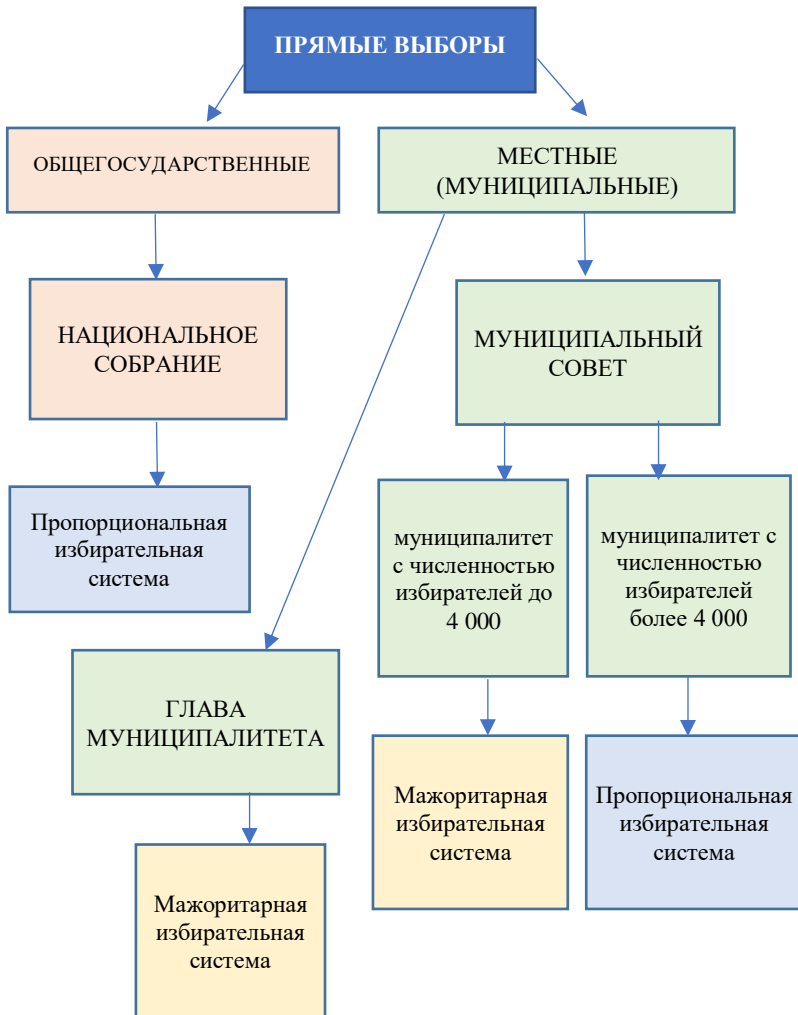 ПРЯМЫЕ ВЫБОРЫ
ОБЩЕГОСУДАРСТВЕННЫЕ
МЕСТНЫЕ
(МУНИЦИПАЛЬНЫЕ)
НАЦИОНАЛЬНОЕ
СОБРАНИЕ
МУНИЦИПАЛЬНЫЙ
СОВЕТ
Пропорциональная
избирательная
система
муниципалитет
с численностью
избирателей до
4 000
муниципалитет с
численностью
избирателей
более 4 000
ГЛАВА
МУНИЦИПАЛИТЕТА
Мажоритарная
избирательная
система
Пропорциональная
избирательная
система
Мажоритарная
избирательная
система